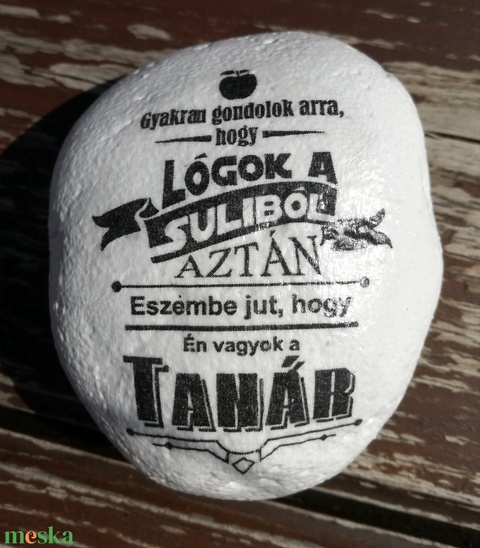 Gyakran gondolok arra,
hogy
LÓGOK A
SULIBÓL
AZTÁN
Eszembe jut, hogy
Én vagyok a
TANÁR
meska